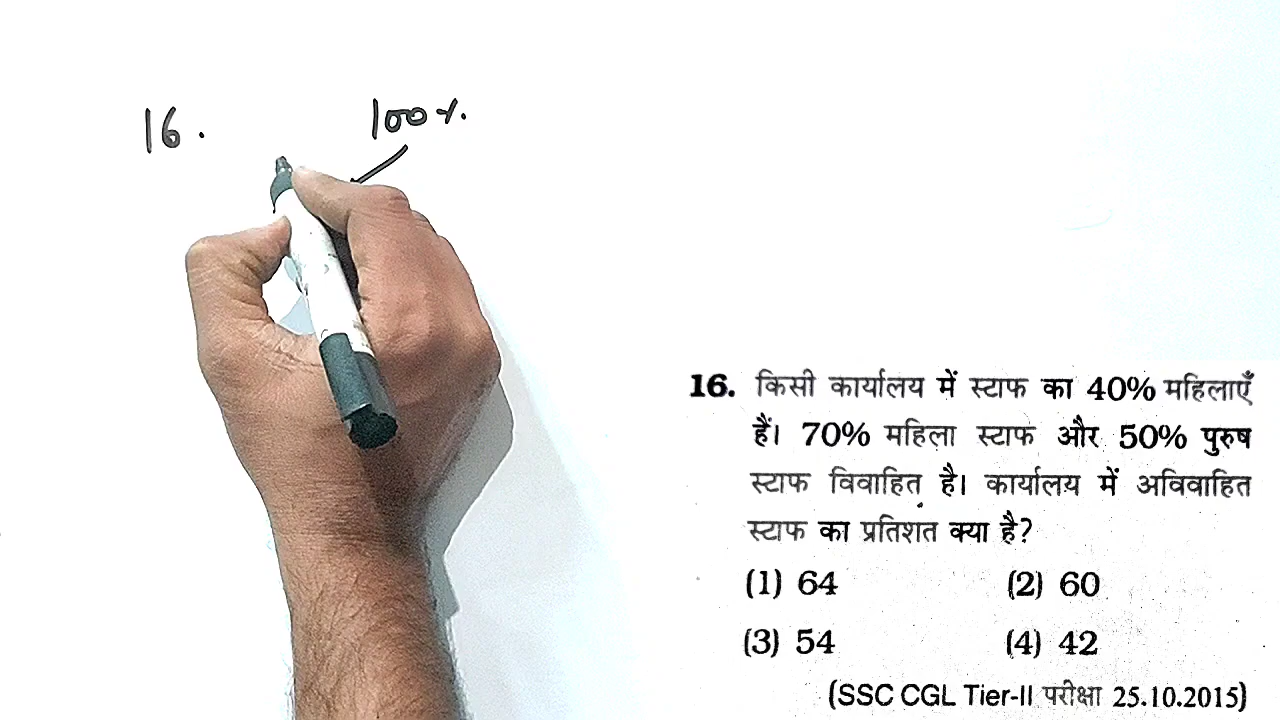 16.
100%
16. किसी कार्यालय में स्टाफ का 40% महिलाएँ
हैं। 70% महिला स्टाफ और 50% पुरुष
स्टाफ विवाहित है। कार्यालय में अविवाहित
स्टाफ का प्रतिशत क्या है?
(1) 64 (2) 60
(3) 54 (4) 42
(SSC CGL Tier-II परीक्षा 25.10.2015)